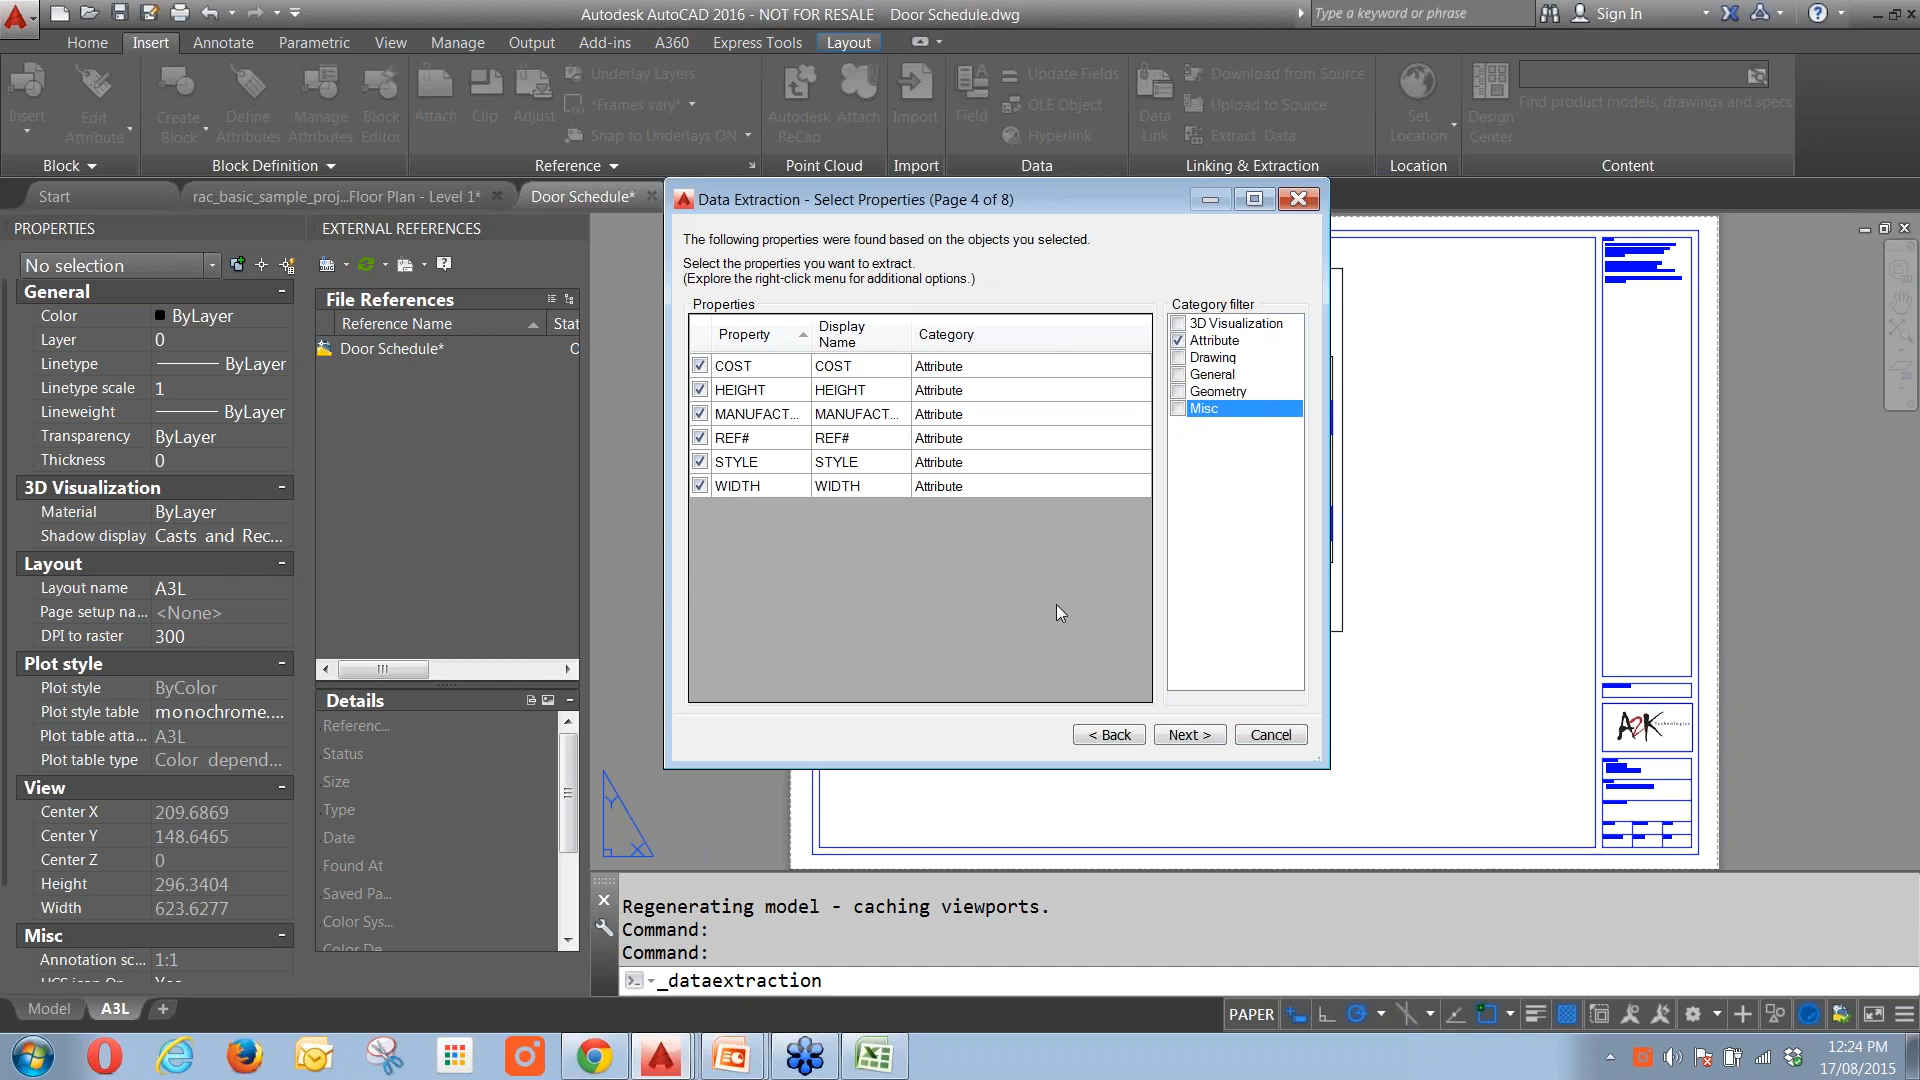 Autodesk AutoCAD 2016 - NOT FOR RESALE Door Schedule.dwg
Type a keyword or phrase
Sign In
Home Insert Annotate Parametric View Manage Output Add-ins A360 Express Tools Layout
Insert
Edit Attribute
Create Block
Define Attributes
Manage Attributes
Block Editor
Attach
Clip
Adjust
Underlay Layers
*Frames vary*
Snap to Underlays ON
Autodesk ReCap
Attach
Import
Field
Update Fields
OLE Object
Hyperlink
Data Link
Download from Source
Upload to Source
Extract Data
Set Location
Design Center
Find product models, drawings and specs
Block
Block Definition
Reference
Point Cloud
Import
Data
Linking & Extraction
Location
Content
Start
rac_basic_sample_proj...Floor Plan - Level 1*
Door Schedule*
PROPERTIES
No selection
General
Color ByLayer
Layer 0
Linetype ByLayer
Linetype scale 1
Lineweight ByLayer
Transparency ByLayer
Thickness 0
3D Visualization
Material ByLayer
Shadow display Casts and Rec...
Layout
Layout name A3L
Page setup na... <None>
DPI to raster 300
Plot style
Plot style ByColor
Plot style table monochrome....
Plot table atta... A3L
Plot table type Color depend...
View
Center X 209.6869
Center Y 148.6465
Center Z 0
Height 296.3404
Width 623.6277
Misc
Annotation sc... 1:1
EXTERNAL REFERENCES
File References
Reference Name Stat
Door Schedule*
Details
Referenc...
Status
Size
Type
Date
Found At
Saved Pa...
Color Sys...
Data Extraction - Select Properties (Page 4 of 8)
The following properties were found based on the objects you selected.
Select the properties you want to extract.
(Explore the right-click menu for additional options.)
Properties
Property Display Name Category
COST COST Attribute
HEIGHT HEIGHT Attribute
MANUFACT... MANUFACT... Attribute
REF# REF# Attribute
STYLE STYLE Attribute
WIDTH WIDTH Attribute
Category filter
3D Visualization
Attribute
Drawing
General
Geometry
Misc
< Back
Next >
Cancel
Y
X
A2K
Technologies
Regenerating model - caching viewports.
Command:
Command:
_dataextraction
Model A3L +
PAPER
12:24 PM
17/08/2015